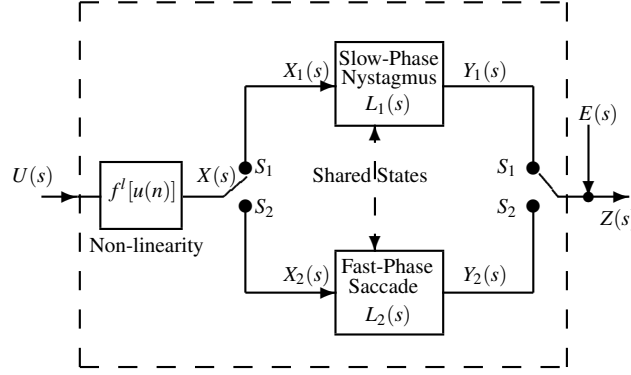 Slow-Phase
Nystagmus
L₁(s)
X₁(s)
Y₁(s)
E(s)
U(s)
fˡ[u(n)]
X(s)
S₁
S₂
Non-linearity
Shared States
S₁
S₂
Z(s
X₂(s)
Y₂(s)
Fast-Phase
Saccade
L₂(s)